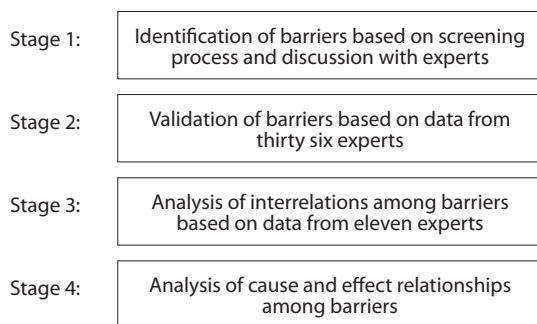 Stage 1:
Identification of barriers based on screening
process and discussion with experts
Stage 2:
Validation of barriers based on data from
thirty six experts
Stage 3:
Analysis of interrelations among barriers
based on data from eleven experts
Stage 4:
Analysis of cause and effect relationships
among barriers